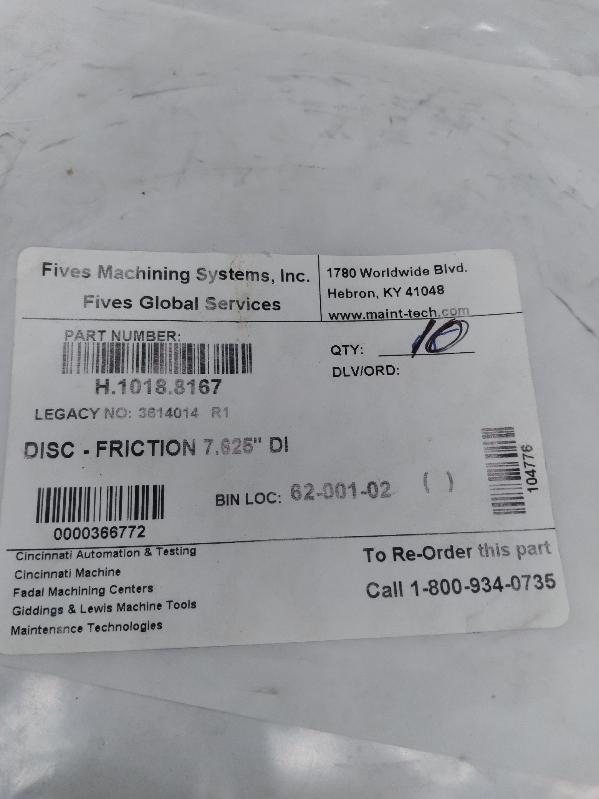 Fives Machining Systems, Inc.
Fives Global Services
1780 Worldwide Blvd.
Hebron, KY 41048
www.maint-tech.com
PART NUMBER:
H.1018.8167
LEGACY NO: 3614014 R1
QTY: 10
DLV/ORD:
DISC - FRICTION 7.625" DI
BIN LOC: 62-001-02 ( )
104776
0000366772
Cincinnati Automation & Testing
Cincinnati Machine
Fadal Machining Centers
Giddings & Lewis Machine Tools
Maintenance Technologies
To Re-Order this part
Call 1-800-934-0735